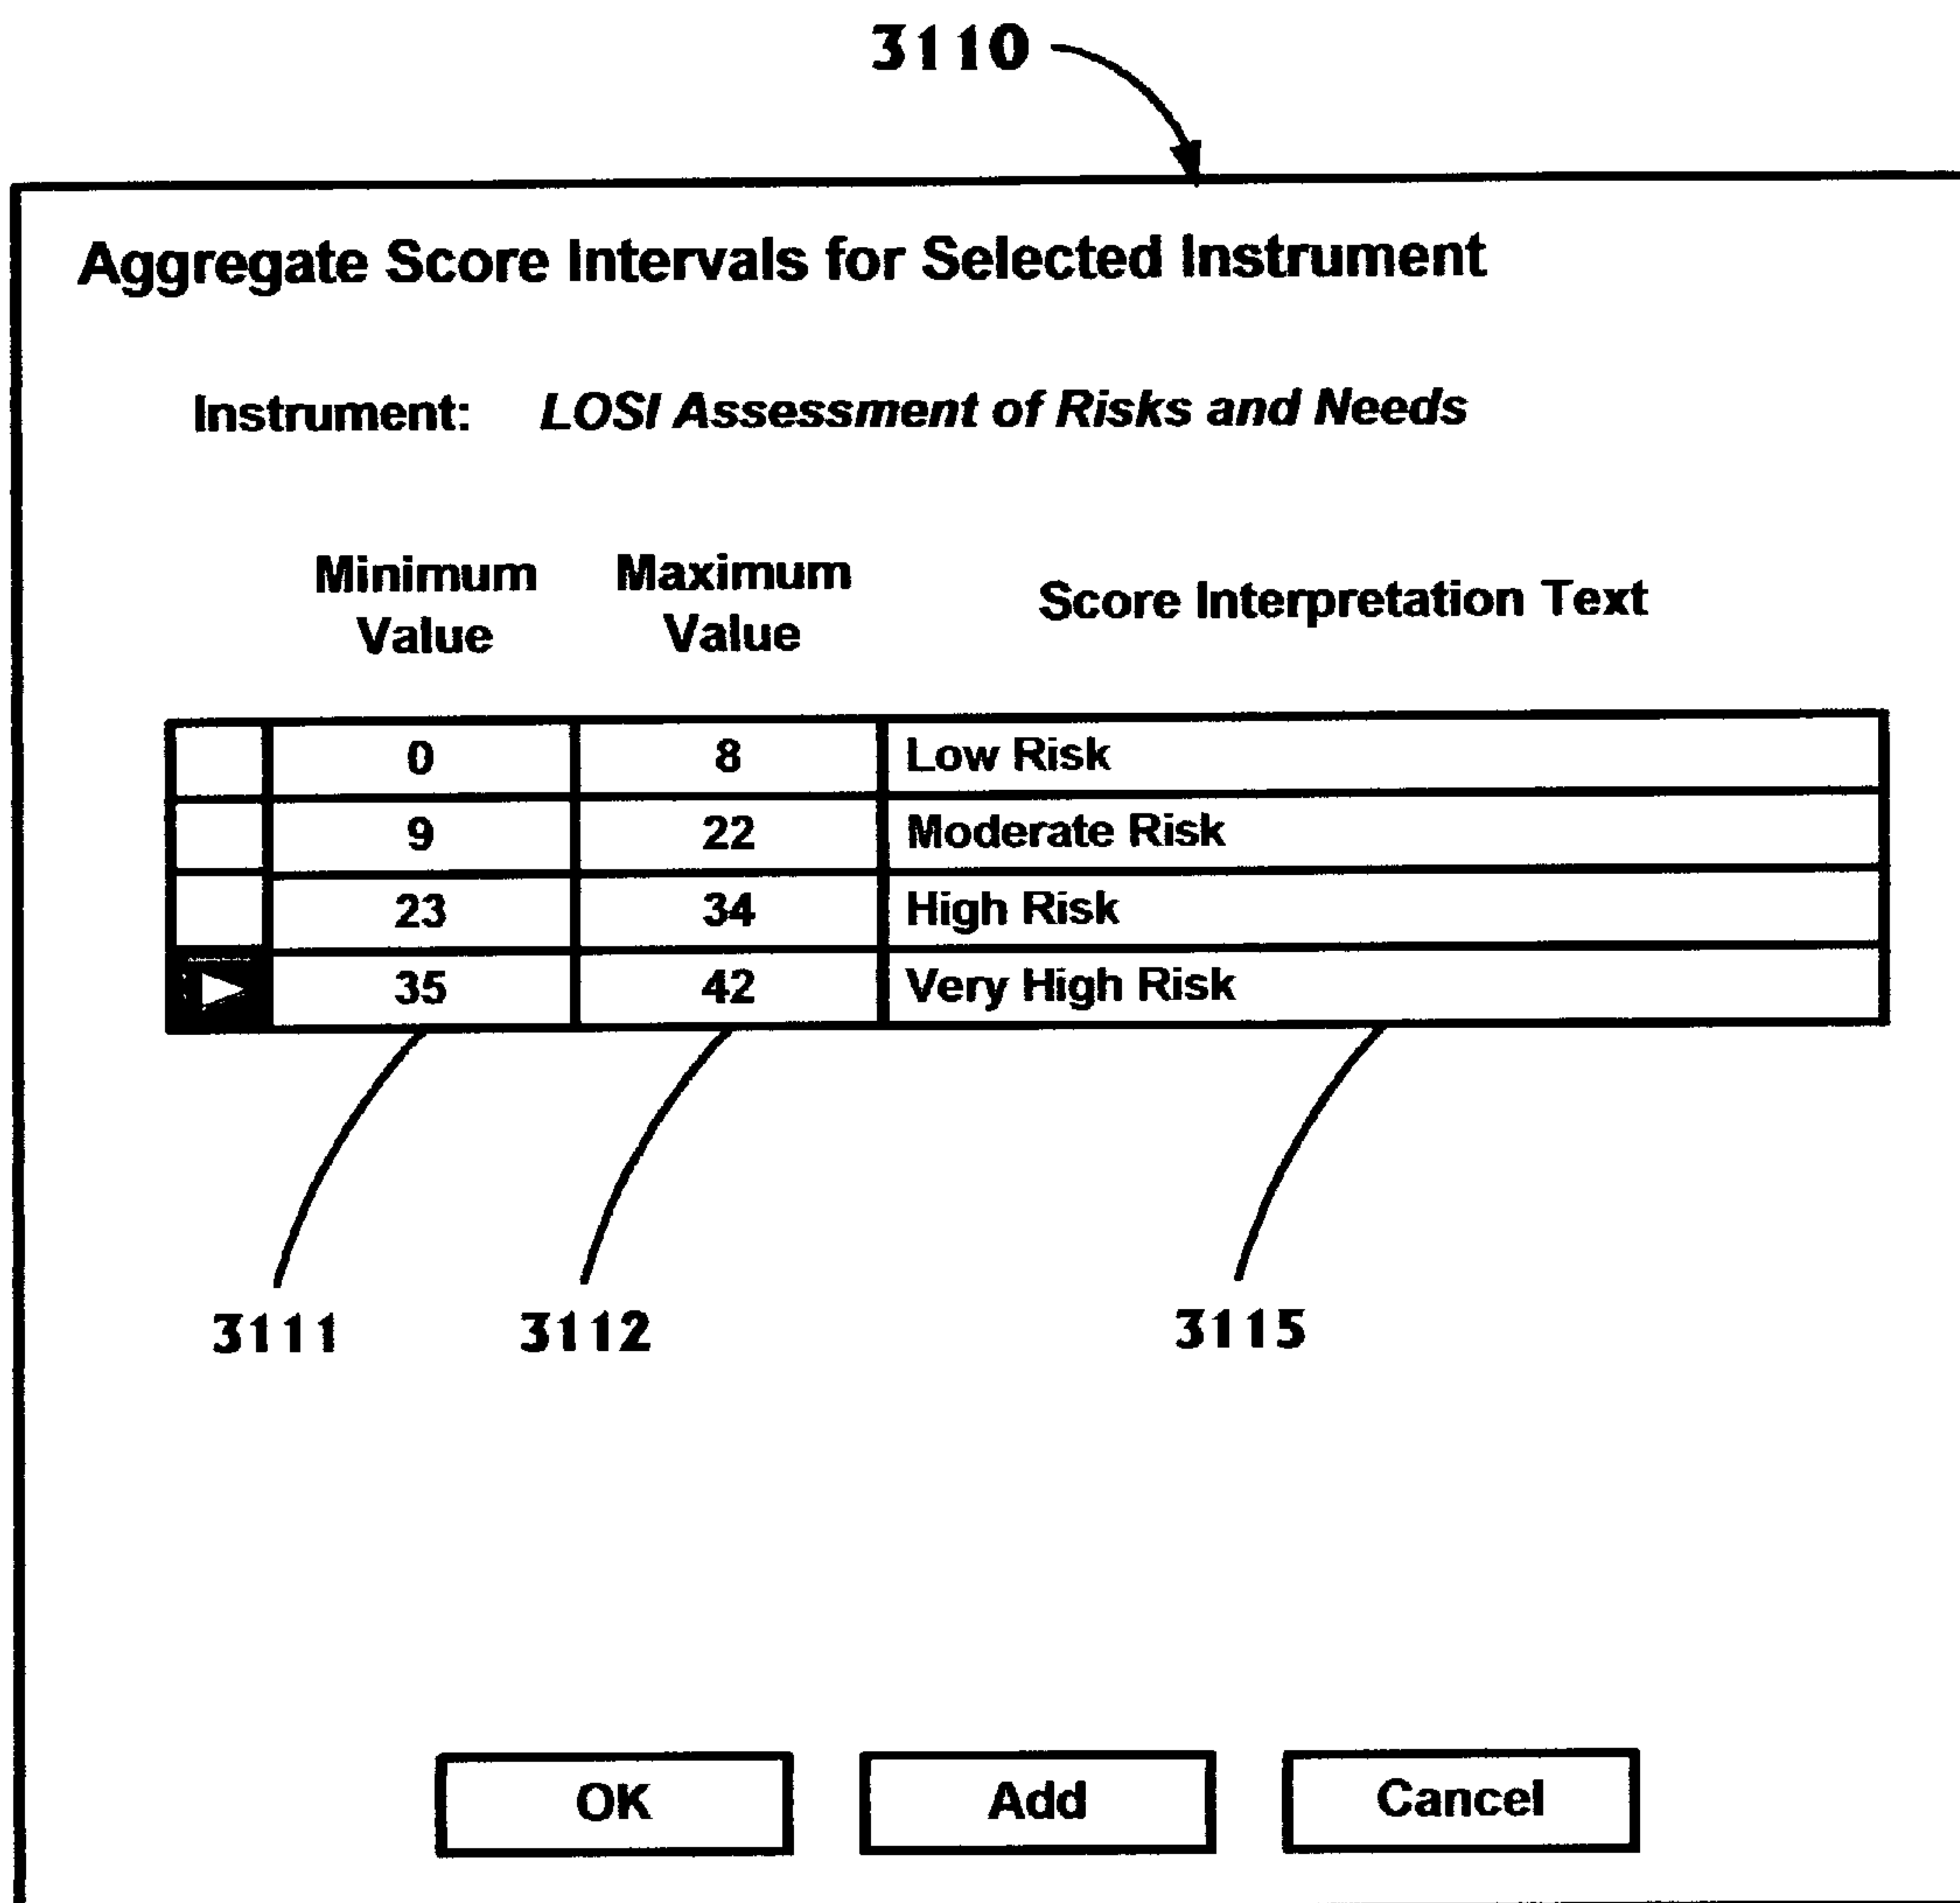 3110
Aggregate Score Intervals for Selected Instrument
Instrument: LOSI Assessment of Risks and Needs
Minimum Value Maximum Value Score Interpretation Text
0 8 Low Risk
9 22 Moderate Risk
23 34 High Risk
35 42 Very High Risk
3111 3112 3115
OK Add Cancel